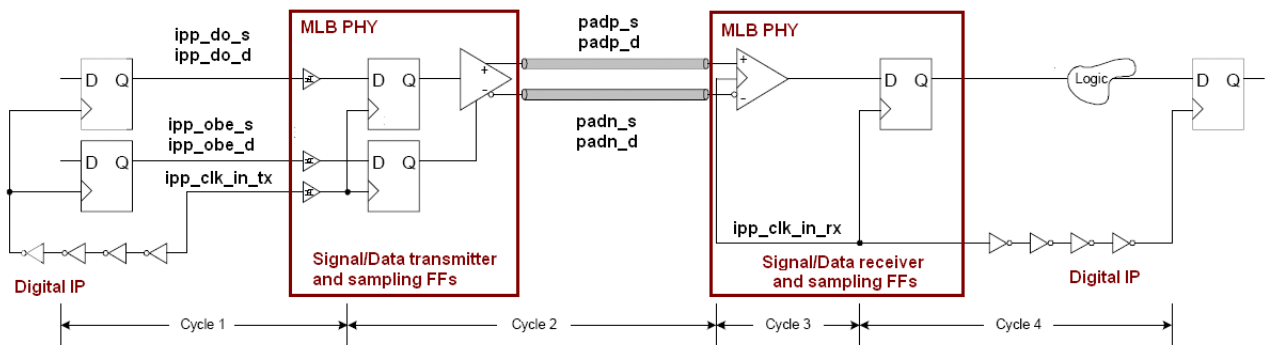 ipp_do_s
ipp_do_d
MLB PHY
padp_s
padp_d
MLB PHY
D Q
D Q
+
-
+
-
D Q
Logic
D Q
ipp_obe_s
ipp_obe_d
padn_s
padn_d
D Q
D Q
ipp_clk_in_tx
ipp_clk_in_rx
Signal/Data transmitter
and sampling FFs
Signal/Data receiver
and sampling FFs
Digital IP
Digital IP
Cycle 1
Cycle 2
Cycle 3
Cycle 4